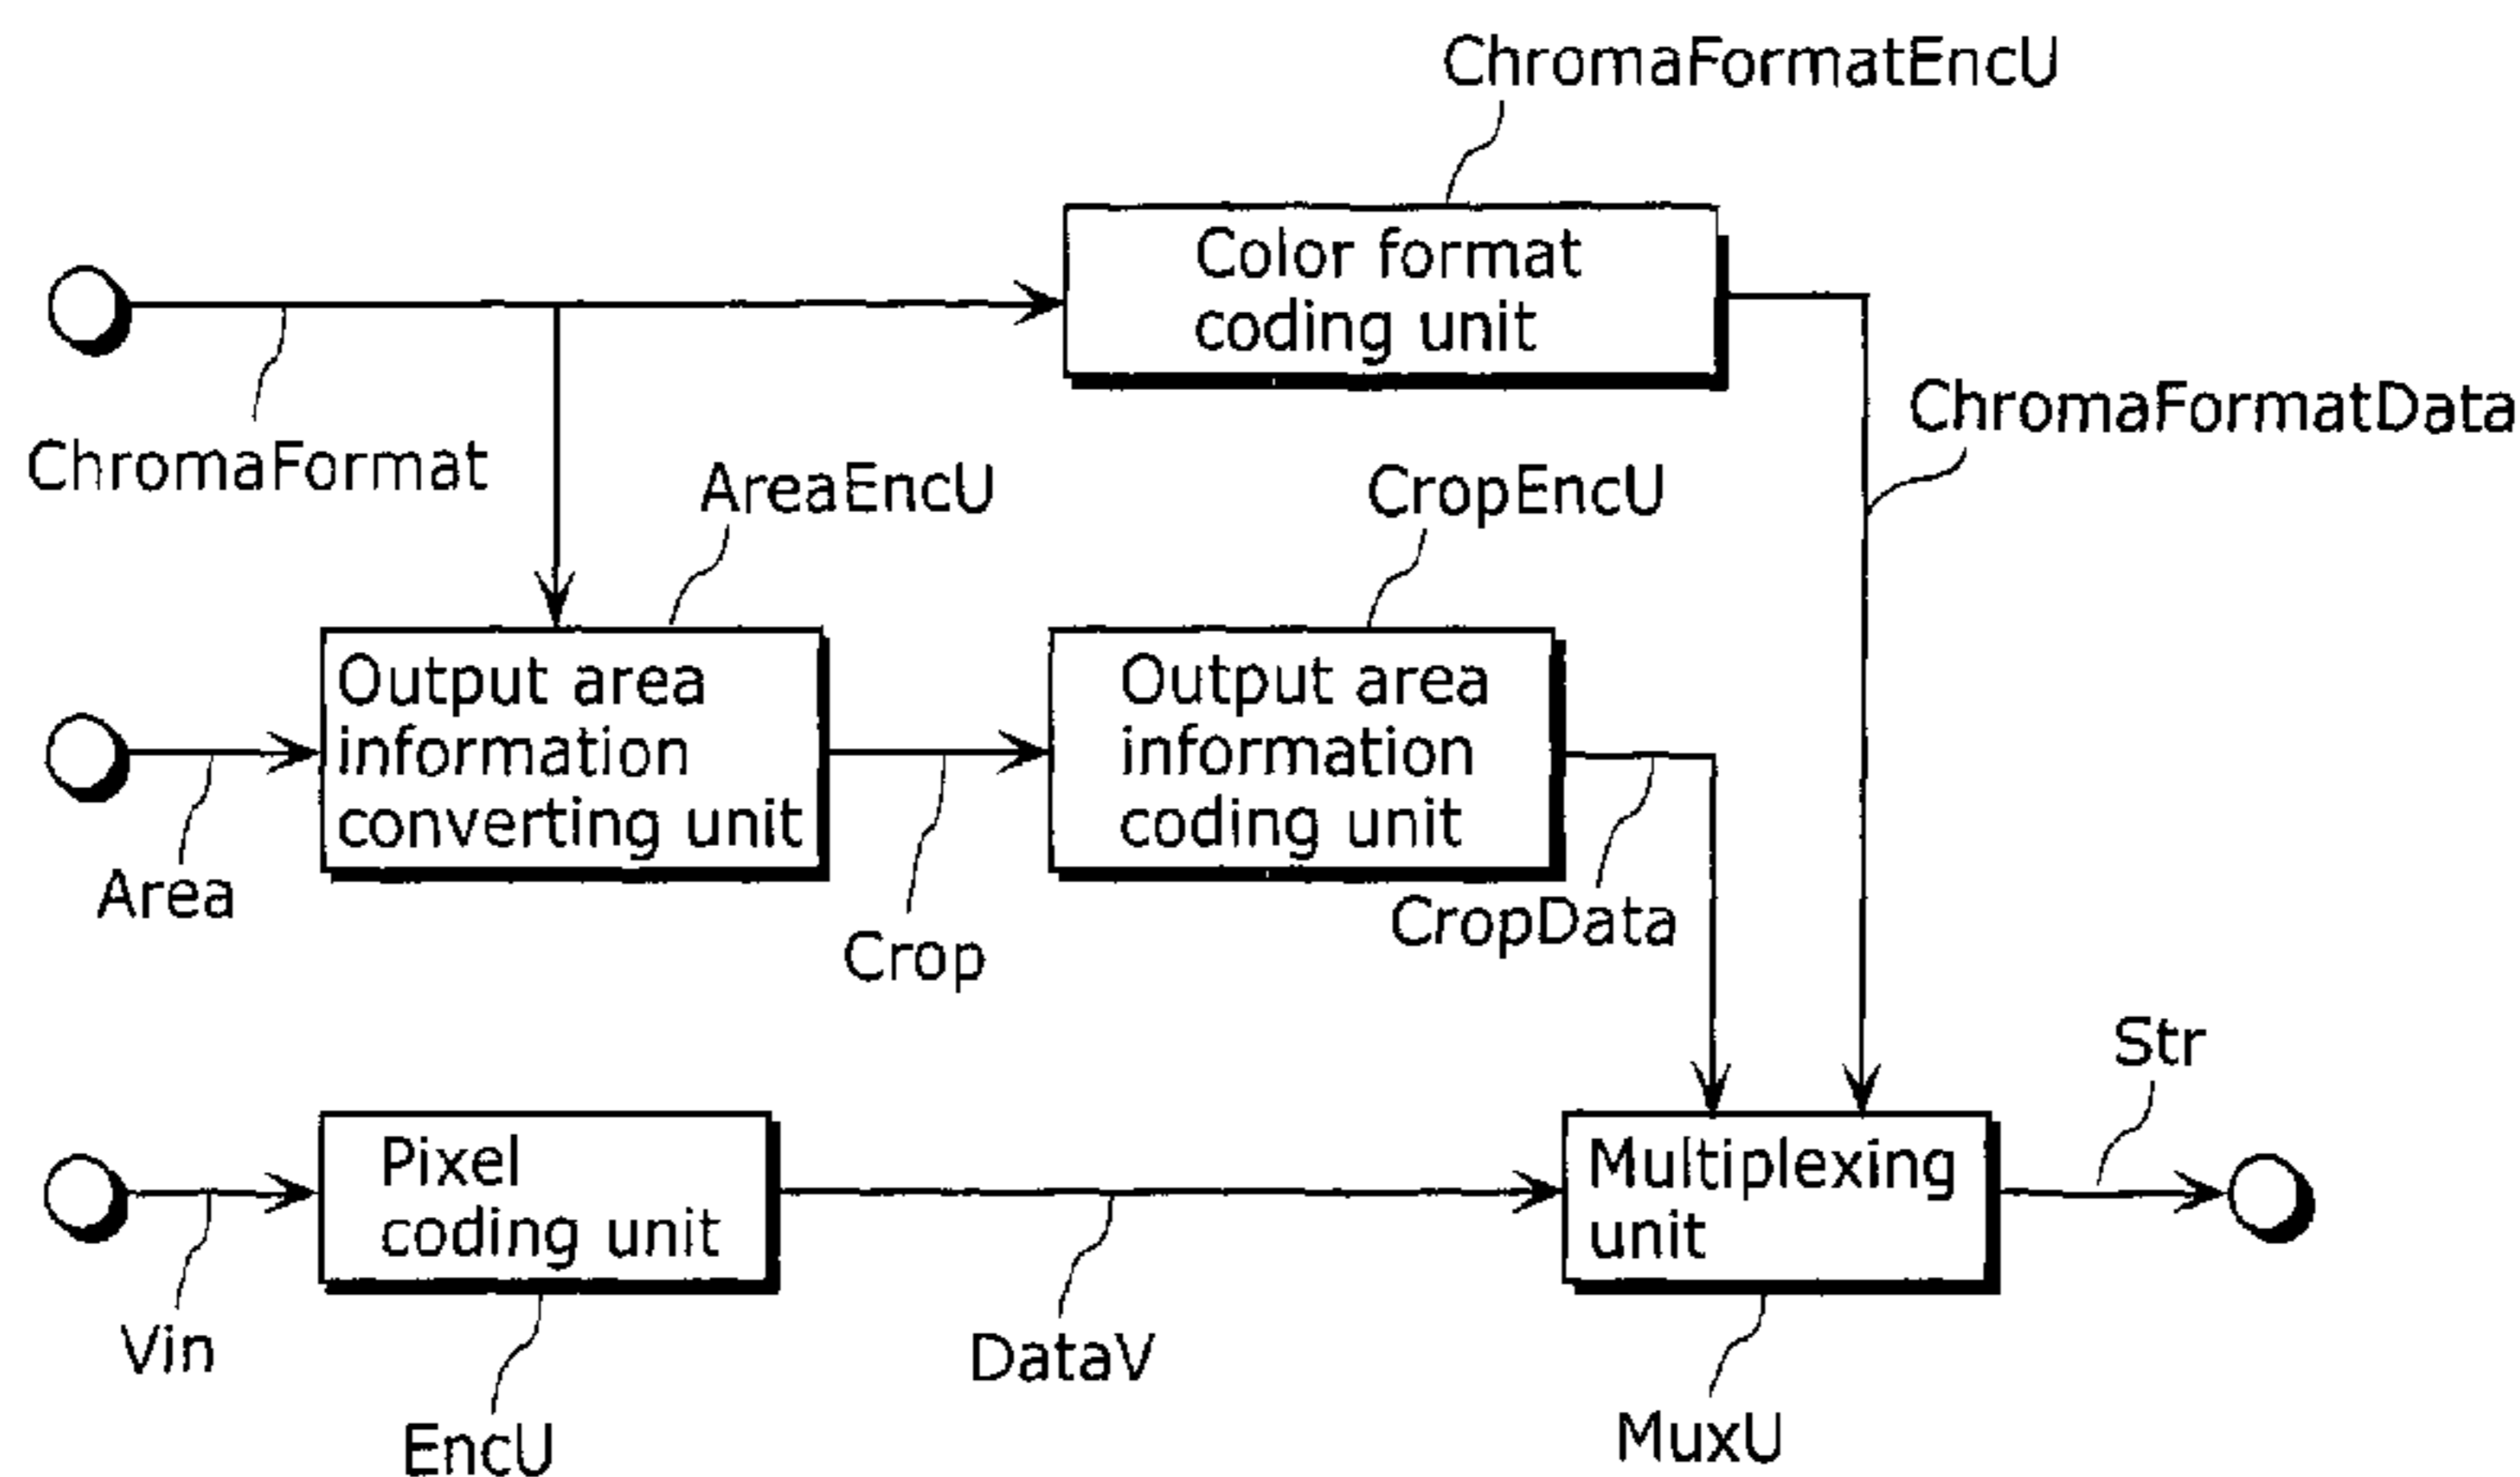 ChromaFormatEncU
Color format
coding unit
ChromaFormat
ChromaFormatData
AreaEncU
CropEncU
Output area
information
converting unit
Output area
information
coding unit
Area
Crop
CropData
Str
Pixel
coding unit
Multiplexing
unit
Vin
DataV
EncU
MuxU